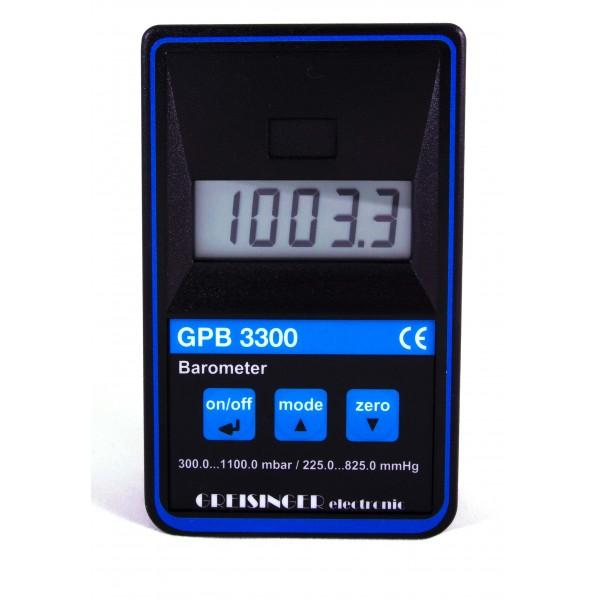 1003.3
GPB 3300 CE
Barometer
on/off mode zero
300.0...1100.0 mbar / 225.0...825.0 mmHg
GREISINGER electronic